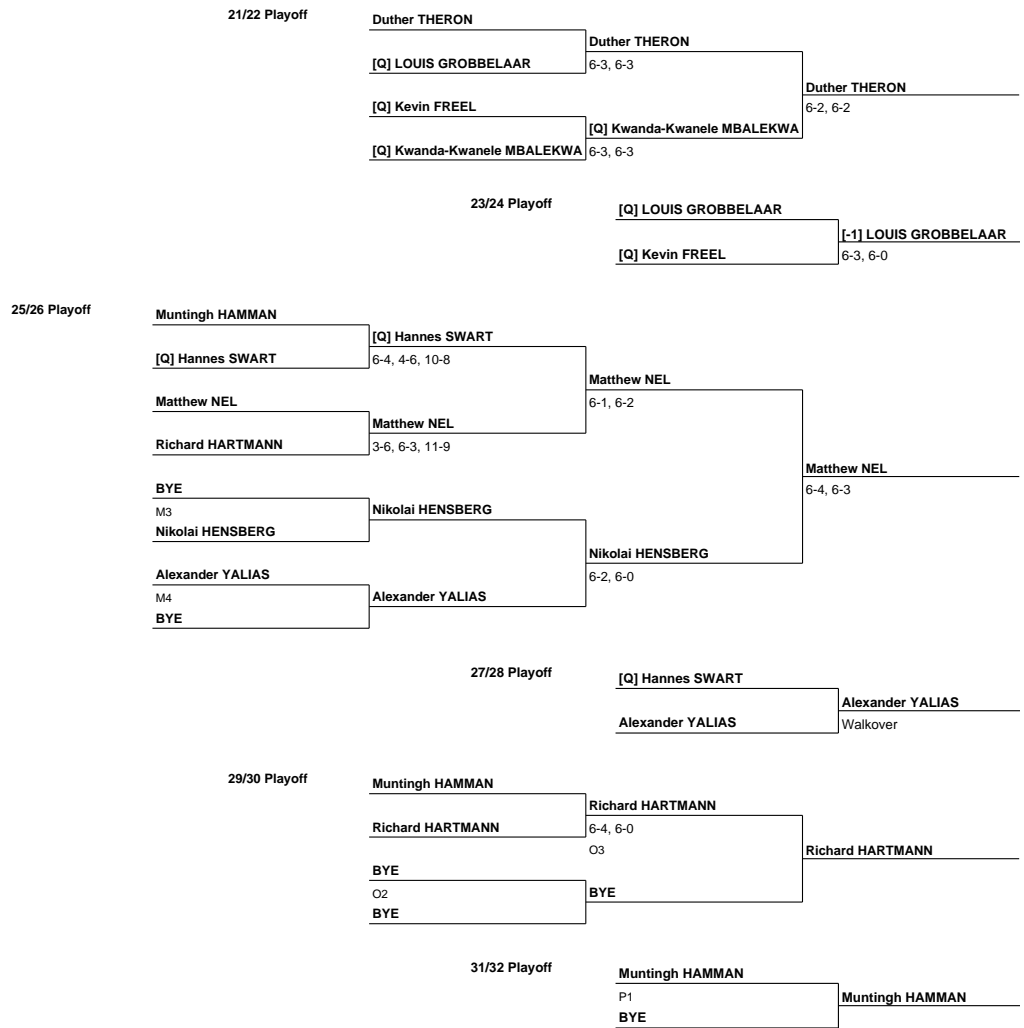 21/22 Playoff
Duther THERON
[Q] LOUIS GROBBELAAR
Duther THERON
6-3, 6-3
[Q] Kevin FREEL
[Q] Kwanda-Kwanele MBALEKWA
[Q] Kwanda-Kwanele MBALEKWA
6-3, 6-3
Duther THERON
6-2, 6-2
23/24 Playoff
[Q] LOUIS GROBBELAAR
[Q] Kevin FREEL
[-1] LOUIS GROBBELAAR
6-3, 6-0
25/26 Playoff
Muntingh HAMMAN
[Q] Hannes SWART
[Q] Hannes SWART
6-4, 4-6, 10-8
Matthew NEL
Richard HARTMANN
Matthew NEL
3-6, 6-3, 11-9
Matthew NEL
6-1, 6-2
BYE
M3
Nikolai HENSBERG
Nikolai HENSBERG
Alexander YALIAS
M4
BYE
Alexander YALIAS
Nikolai HENSBERG
6-2, 6-0
Matthew NEL
6-4, 6-3
27/28 Playoff
[Q] Hannes SWART
Alexander YALIAS
Alexander YALIAS
Walkover
29/30 Playoff
Muntingh HAMMAN
Richard HARTMANN
Richard HARTMANN
6-4, 6-0
O3
BYE
O2
BYE
BYE
Richard HARTMANN
31/32 Playoff
Muntingh HAMMAN
P1
BYE
Muntingh HAMMAN